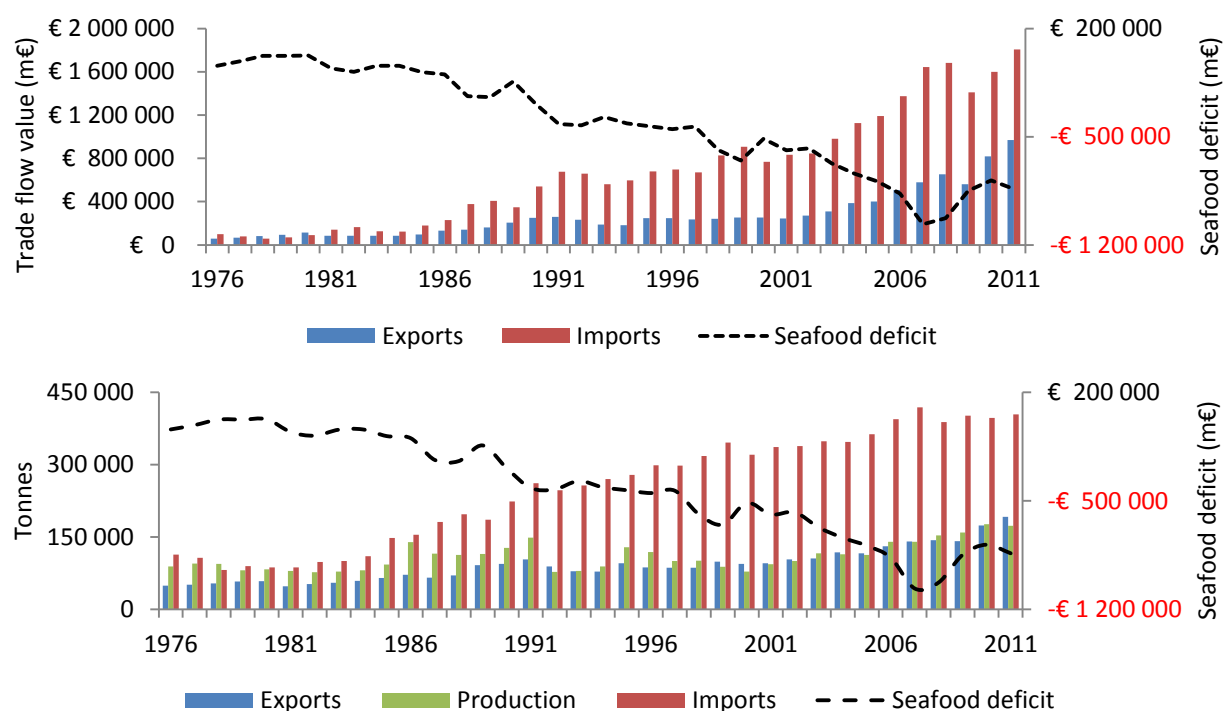 € 2 000 000
€ 1 600 000
€ 1 200 000
€ 800 000
€ 400 000
€ 0
Trade flow value (m€)
€ 200 000
-€ 500 000
-€ 1 200 000
Seafood deficit (m€)
1976 1981 1986 1991 1996 2001 2006 2011
Exports Imports Seafood deficit
450 000
300 000
150 000
0
Tonnes
€ 200 000
-€ 500 000
-€ 1 200 000
Seafood deficit (m€)
1976 1981 1986 1991 1996 2001 2006 2011
Exports Production Imports Seafood deficit